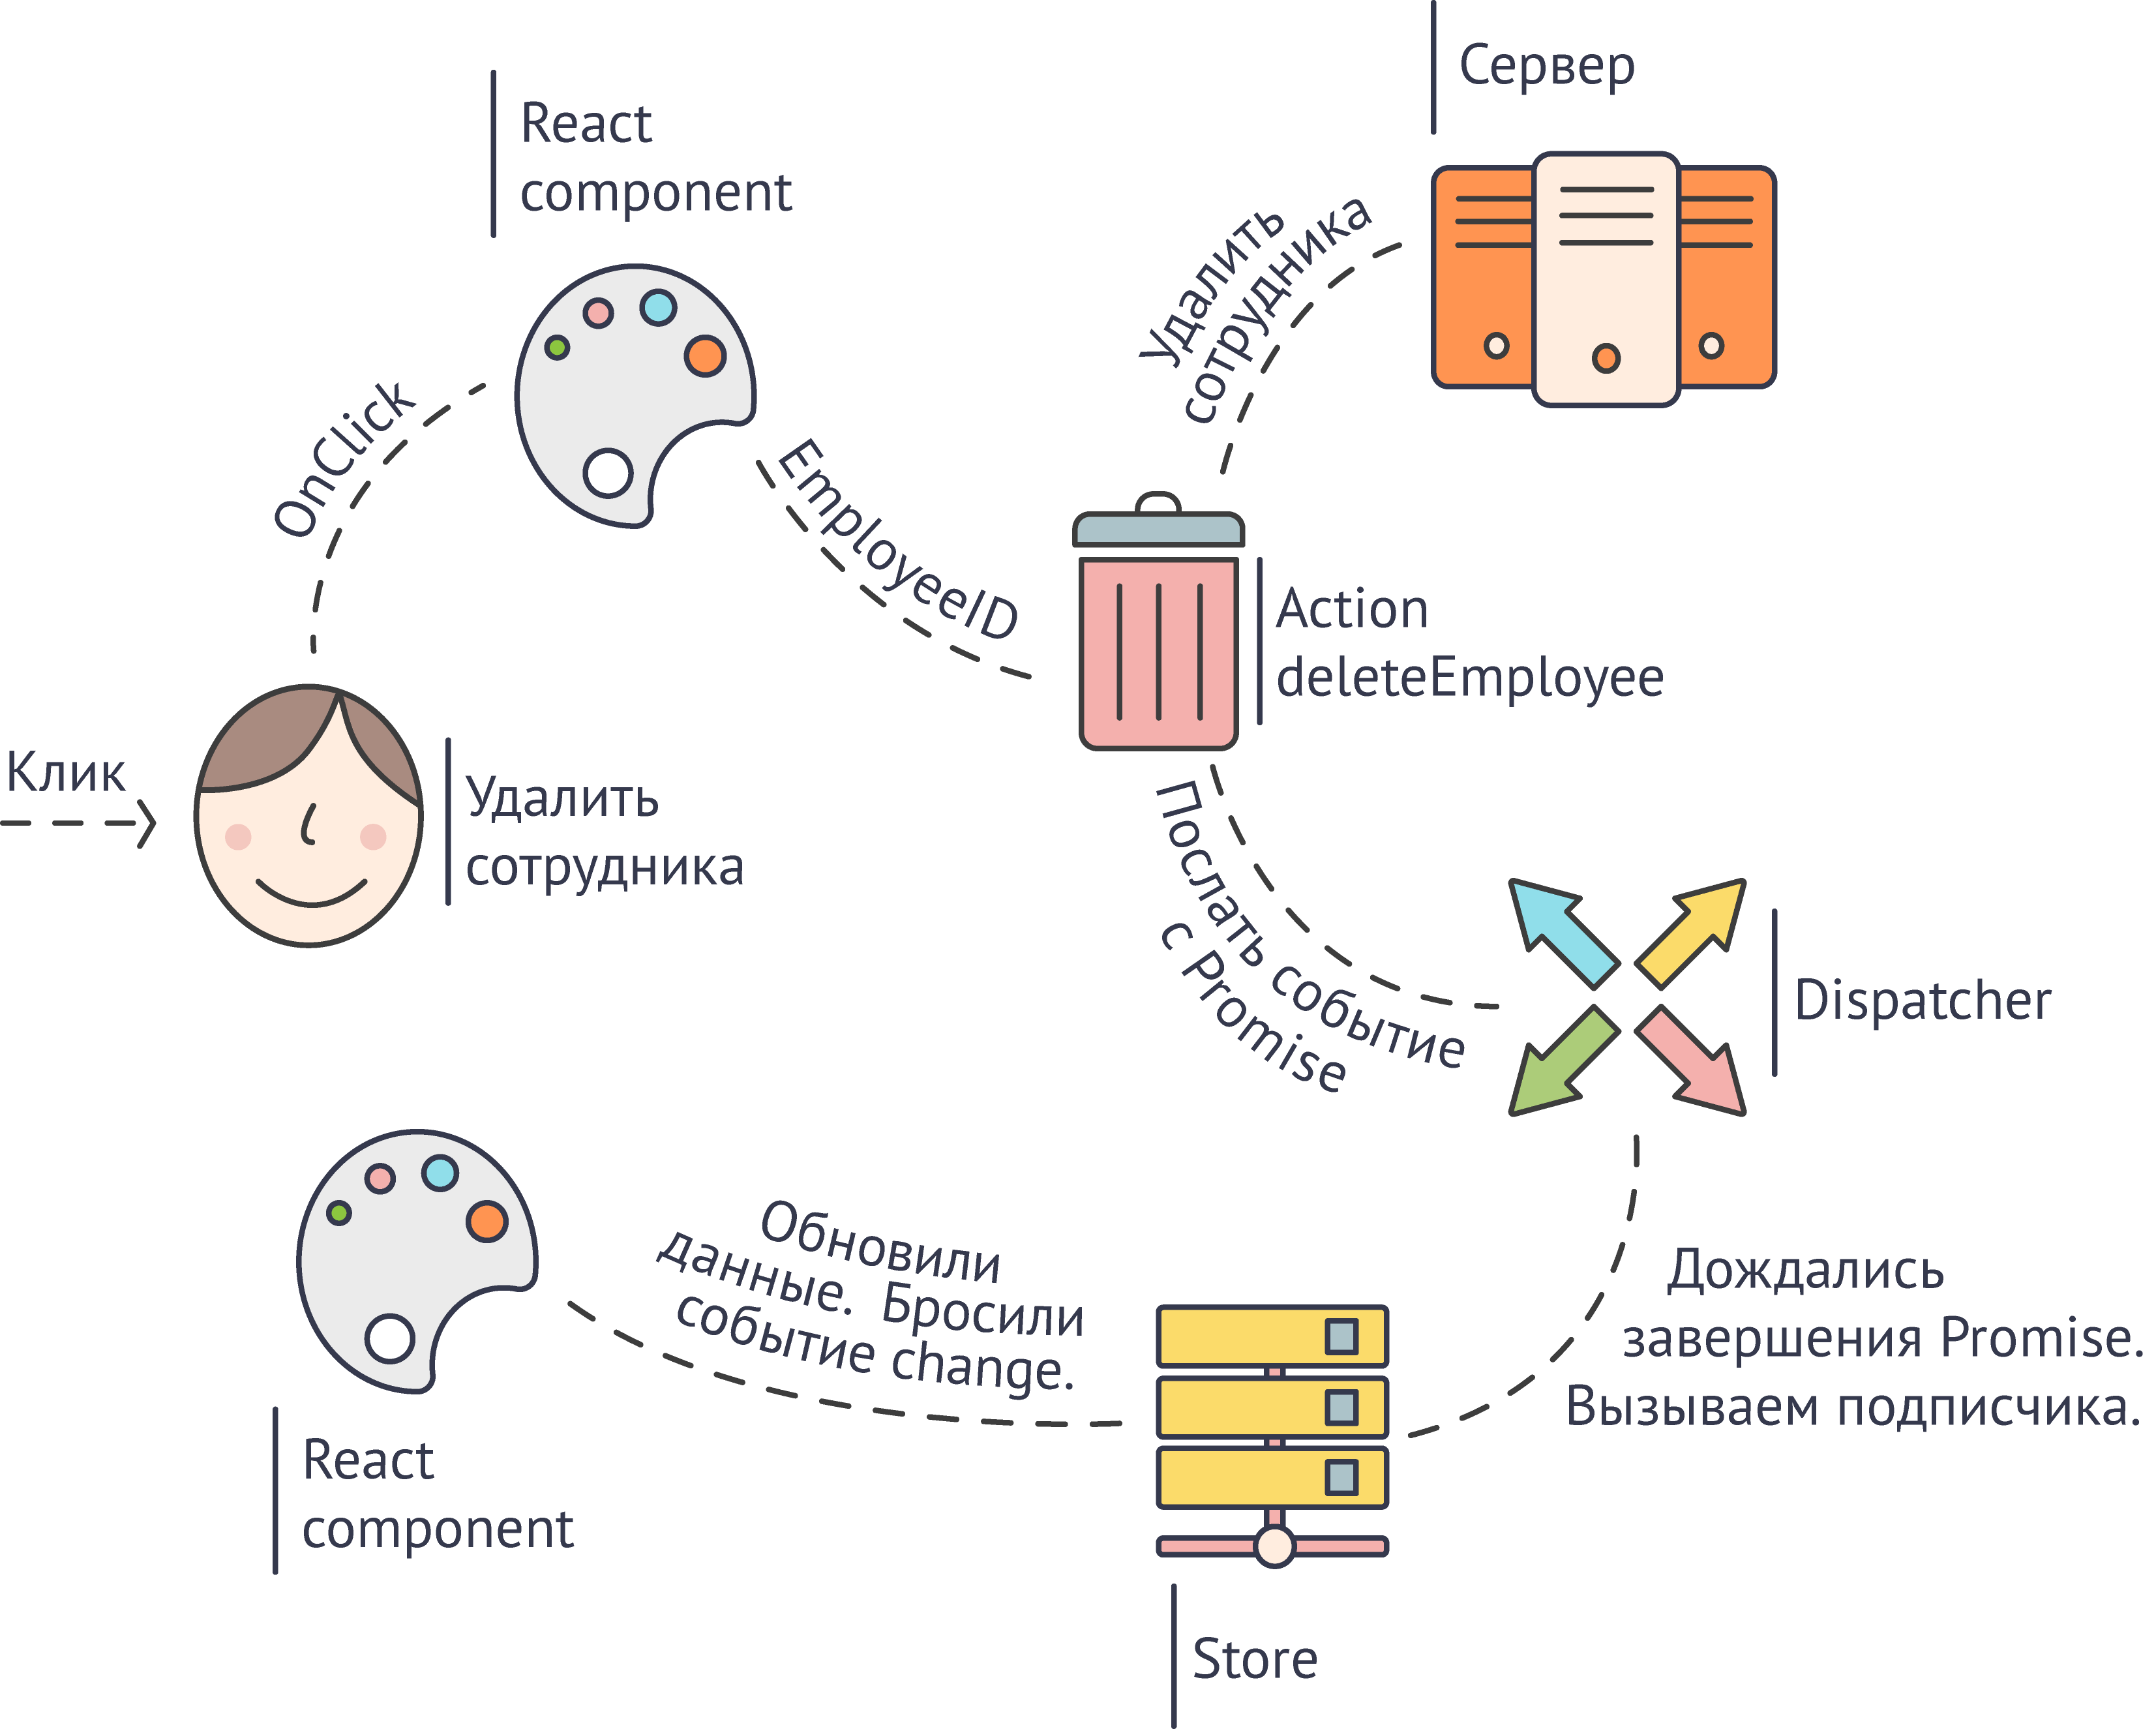 Сервер
React
component
Удалить
сотрудника
OnClick
EmployeeID
Action
deleteEmployee
Клик
Удалить
сотрудника
Послать событие
с Promise
Dispatcher
Обновили
данные. Бросили
событие change.
Дождались
завершения Promise.
Вызываем подписчика.
React
component
Store